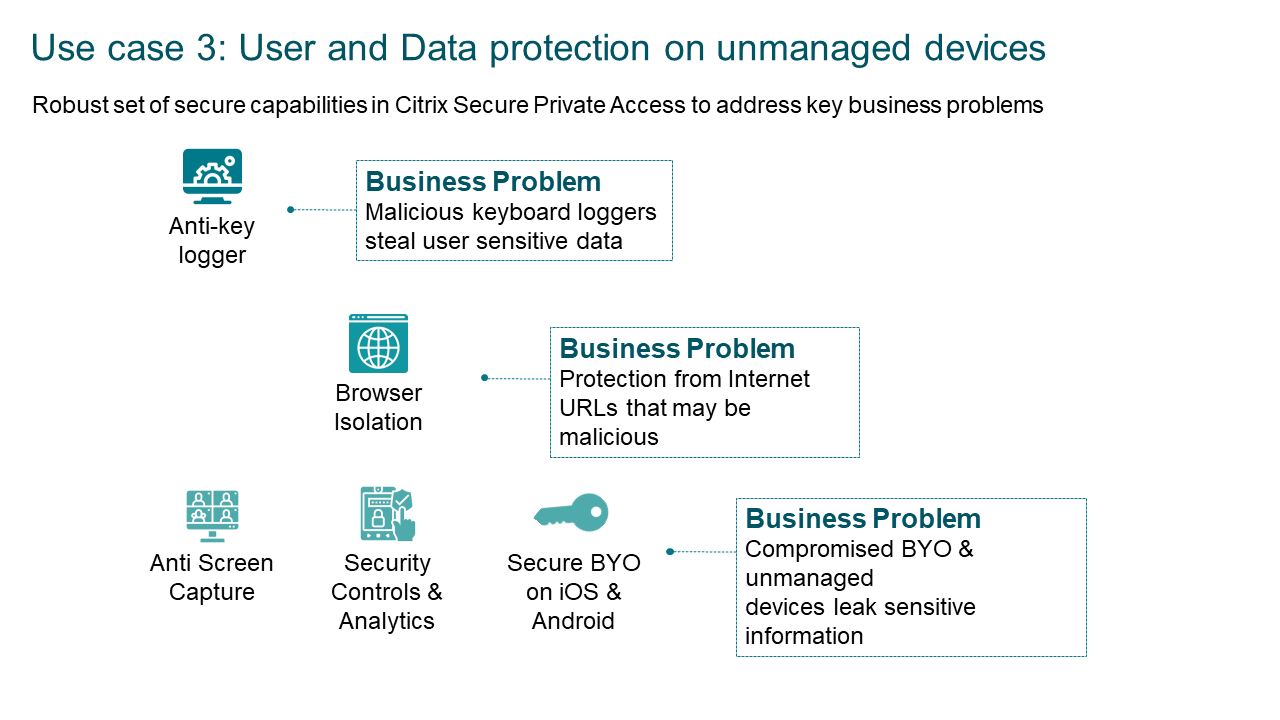 Use case 3: User and Data protection on unmanaged devices
Robust set of secure capabilities in Citrix Secure Private Access to address key business problems
Anti-key
logger
Business Problem
Malicious keyboard loggers
steal user sensitive data
Browser
Isolation
Business Problem
Protection from Internet
URLs that may be
malicious
Anti Screen
Capture
Security
Controls &
Analytics
Secure BYO
on iOS &
Android
Business Problem
Compromised BYO &
unmanaged
devices leak sensitive
information